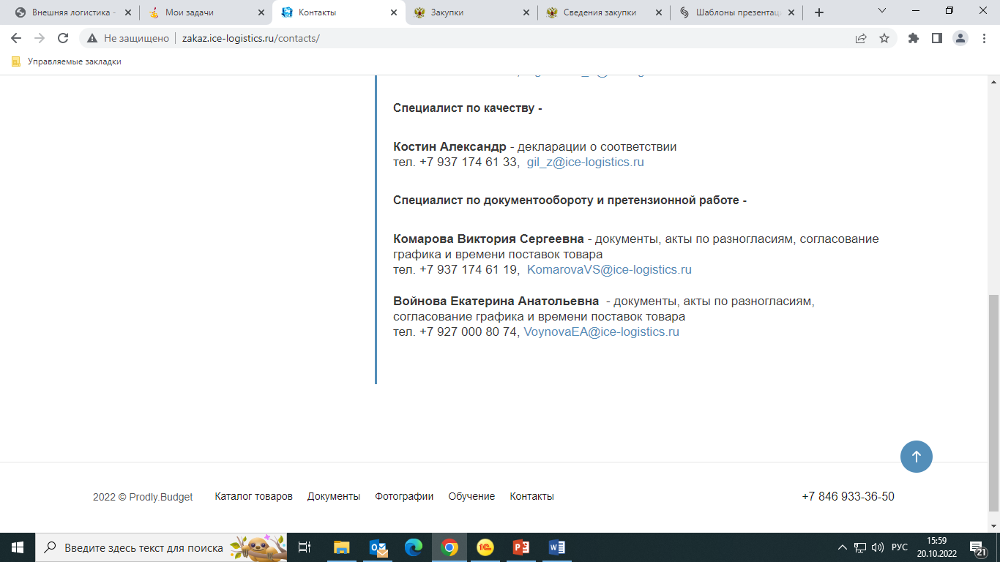 Внешняя логистика -
Мои задачи
Контакты
Закупки
Сведения закупки
Шаблоны презентац
Не защищено
zakaz.ice-logistics.ru/contacts/
Управляемые закладки
Специалист по качеству -
Костин Александр - декларации о соответствии
тел. +7 937 174 61 33, gil_z@ice-logistics.ru
Специалист по документообороту и претензионной работе -
Комарова Виктория Сергеевна - документы, акты по разногласиям, согласование
графика и времени поставок товара
тел. +7 937 174 61 19, KomarovaVS@ice-logistics.ru
Войнова Екатерина Анатольевна - документы, акты по разногласиям,
согласование графика и времени поставок товара
тел. +7 927 000 80 74, VoynovaEA@ice-logistics.ru
2022 © Prodly.Budget
Каталог товаров
Документы
Фотографии
Обучение
Контакты
+7 846 933-36-50
Введите здесь текст для поиска
РУС
15:59
20.10.2022
21